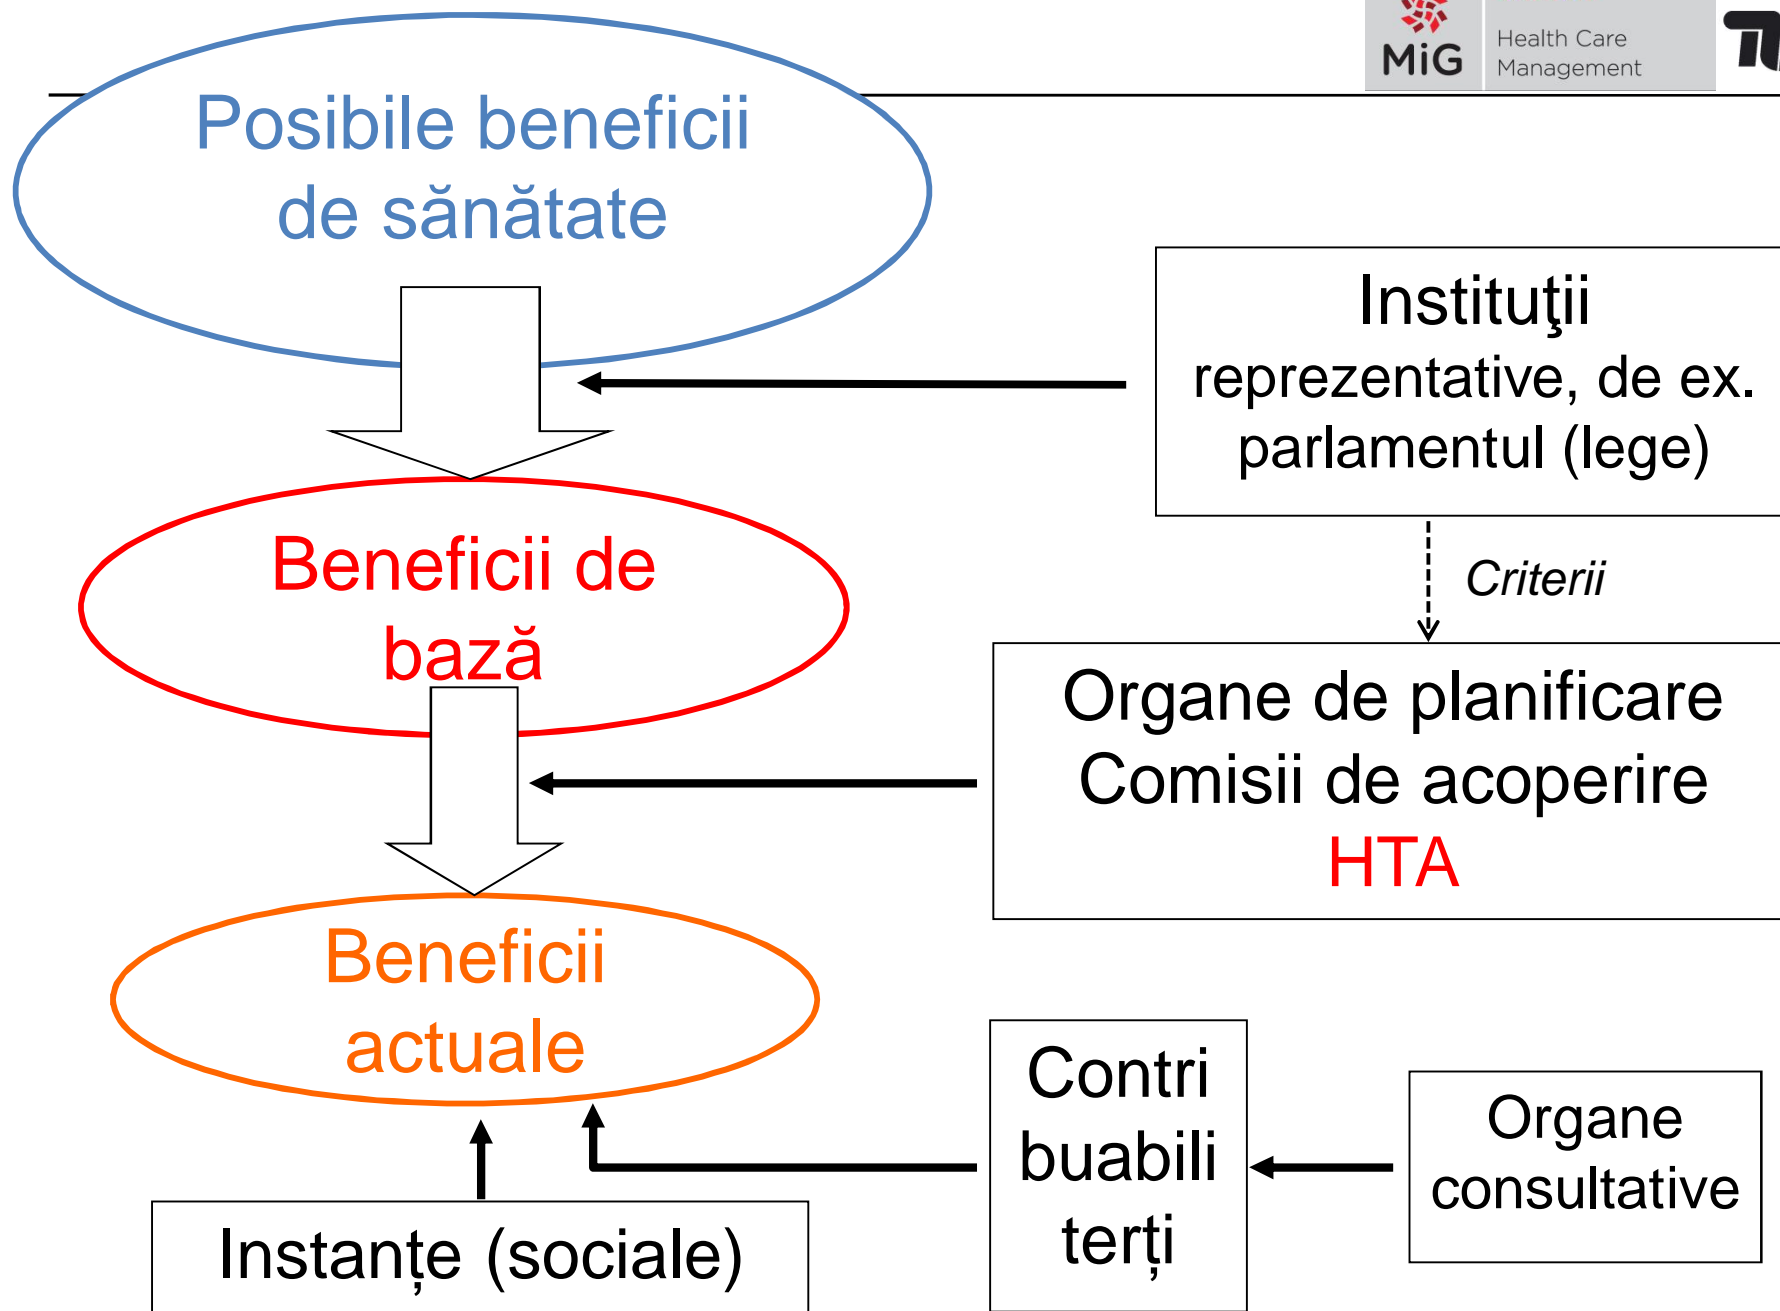 MiG
Health Care
Management
Posibile beneficii
de sănătate
Instituţii
reprezentative, de ex.
parlamentul (lege)
Criterii
Beneficii de
bază
Organe de planificare
Comisii de acoperire
HTA
Beneficii
actuale
Contri
buabili
terți
Organe
consultative
Instanțe (sociale)